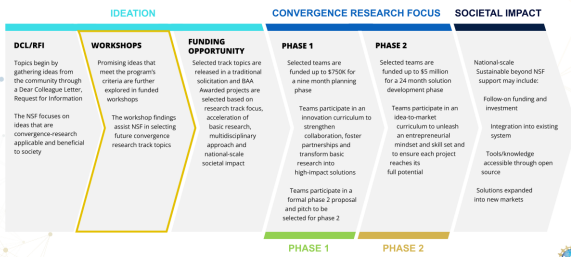 IDEATION
CONVERGENCE RESEARCH FOCUS
SOCIETAL IMPACT
DCL/RFI
Topics begin by
gathering ideas from
the community through
a Dear Colleague Letter,
Request for Information
The NSF focuses on
ideas that are
convergence-research
applicable and beneficial
to society
WORKSHOPS
Promising ideas that
meet the program's
criteria are further
explored in funded
workshops
The workshop findings
assist NSF in selecting
future convergence
research track topics
FUNDING
OPPORTUNITY
Selected track topics are
released in a traditional
solicitation and BAA
Awarded projects are
selected based on
research track focus,
acceleration of
basic research,
multidisciplinary
approach and
national-scale
societal impact
PHASE 1
Selected teams are
funded up to $750K for
a nine month planning
phase
Teams participate in an
innovation curriculum to
strengthen
collaboration, foster
partnerships and
transform basic
research into
high-impact solutions
Teams participate in a
formal phase 2 proposal
and pitch to be
selected for phase 2
PHASE 2
Selected teams are
funded up to $5 million
for a 24 month solution
development phase
Teams participate in an
idea-to-market
curriculum to unleash
an entrepreneurial
mindset and skill set and
to ensure each project
reaches its
full potential
National-scale
Sustainable beyond NSF
support may include:
Follow-on funding and
investment
Integration into existing
system
Tools/knowledge
accessible through open
source
Solutions expanded
into new markets
PHASE 1
PHASE 2